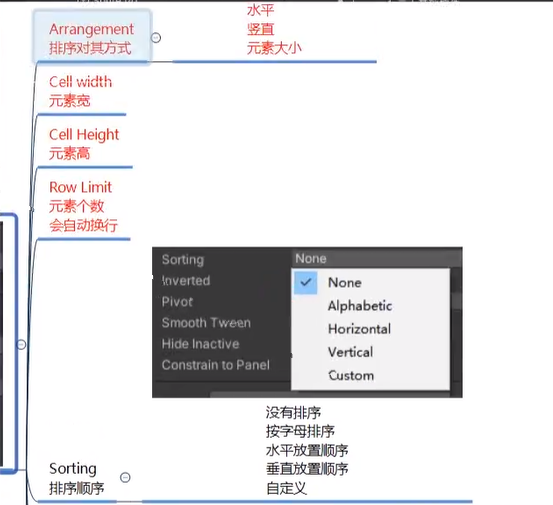 Arrangement
排序对其方式
水平
竖直
元素大小
Cell width
元素宽
Cell Height
元素高
Row Limit
元素个数
会自动换行
Sorting
None
Inverted
Pivot
Smooth Tween
Hide Inactive
Constrain to Panel
None
Alphabetic
Horizontal
Vertical
Custom
没有排序
按字母排序
水平放置顺序
垂直放置顺序
自定义
Sorting
排序顺序